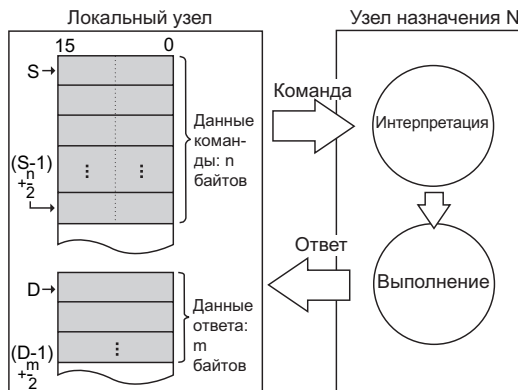 Локальный узел
Узел назначения N
15 0
S
Данные
коман-
ды: n
байтов
(S-1)
+n/2
Команда
Интерпретация
Ответ
Выполнение
D
Данные
ответа:
m
байтов
(D-1)
+m/2